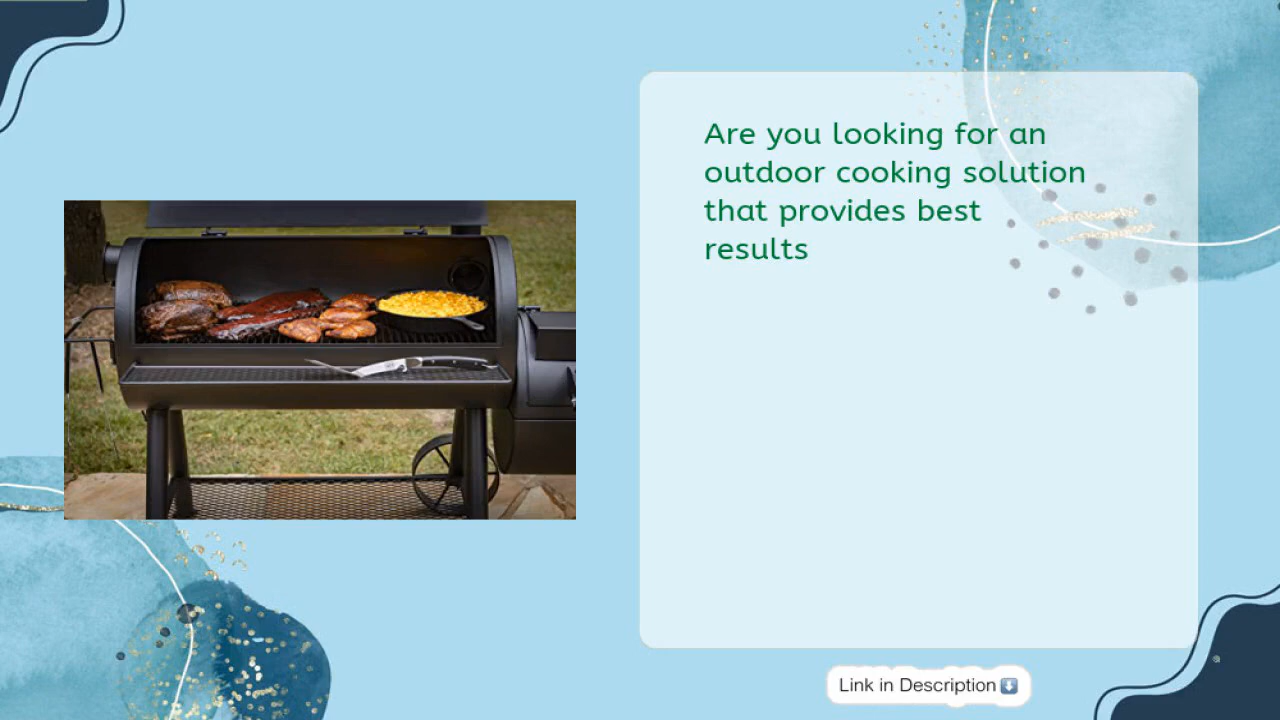 Are you looking for an
outdoor cooking solution
that provides best
results
Link in Description⬇️